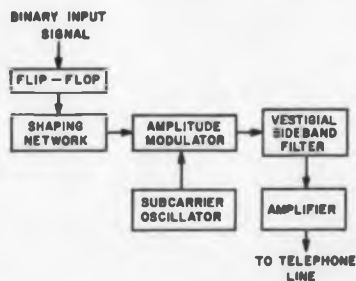 BINARY INPUT
SIGNAL
FLIP-FLOP
SHAPING
NETWORK
AMPLITUDE
MODULATOR
VESTIGIAL
SIDEBAND
FILTER
SUBCARRIER
OSCILLATOR
AMPLIFIER
TO TELEPHONE
LINE